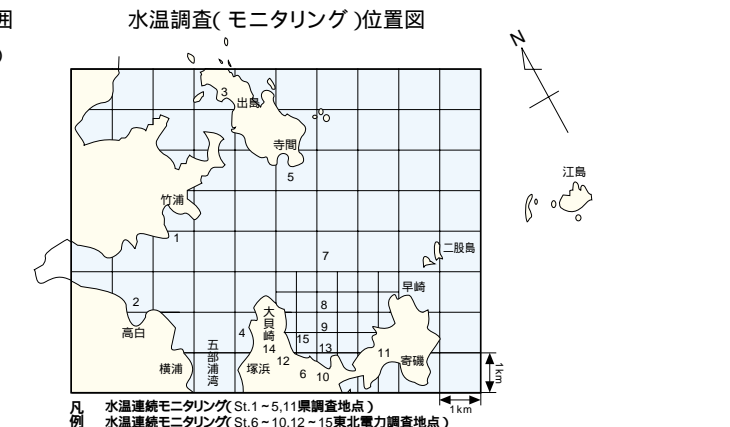 囲
)
水温調査( モニタリング )位置図
N
3
出島
寺間
5
江島
竹浦
1
7
二股島
早崎
2
8
大貝崎
高白
4
9
五部浦湾
15
13
14
12
11
横浦
塚浜
6
10
寄磯
1km
1km
凡例
水温連続モニタリング( St.1~5,11県調査地点 )
水温連続モニタリング( St.6~10,12~15東北電力調査地点 )